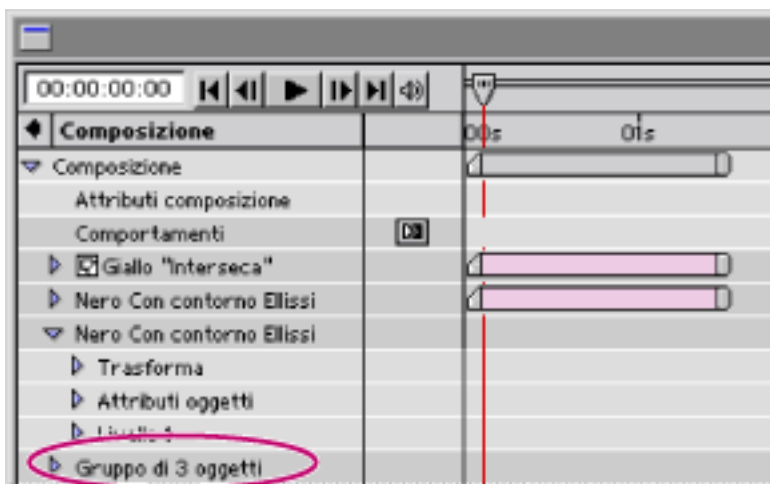 00:00:00:00
Composizione 00s 01s
Composizione
Attributi composizione
Comportamenti
Giallo "Interseca"
Nero Con contorno Ellissi
Nero Con contorno Ellissi
Trasforma
Attributi oggetti
Gruppo di 3 oggetti